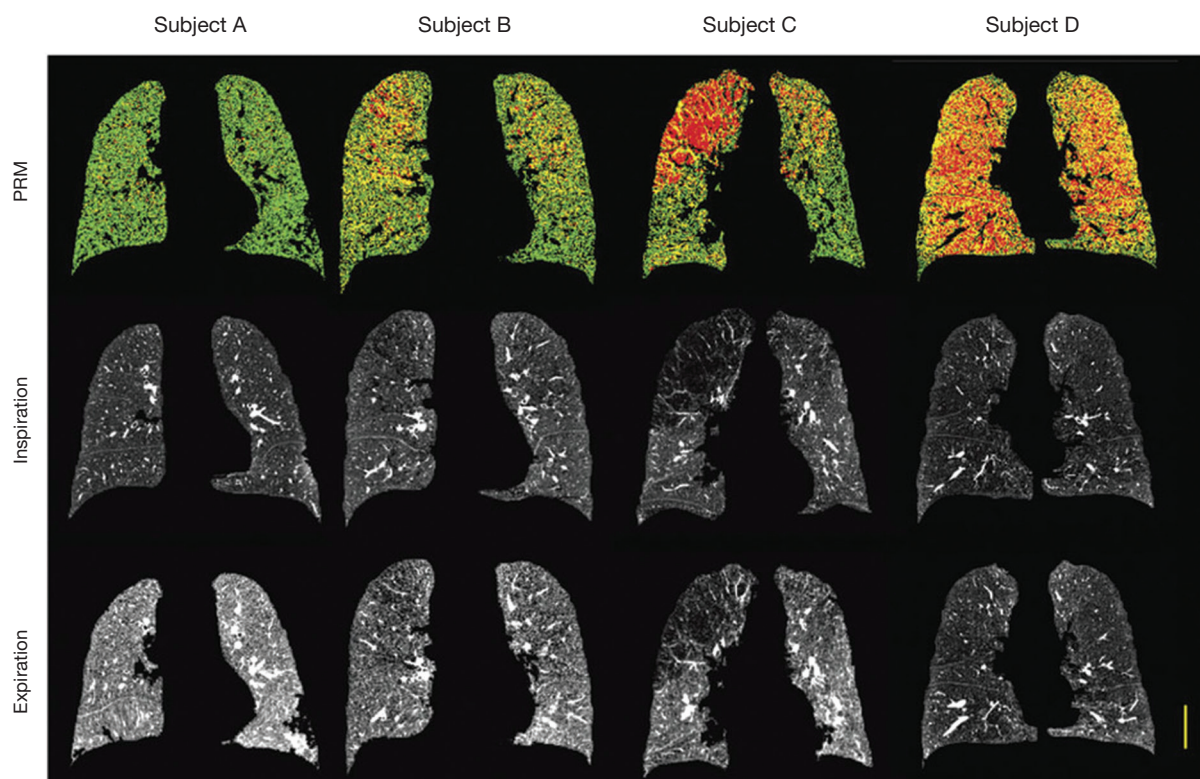 Subject A
Subject B
Subject C
Subject D
PRM
Inspiration
Expiration